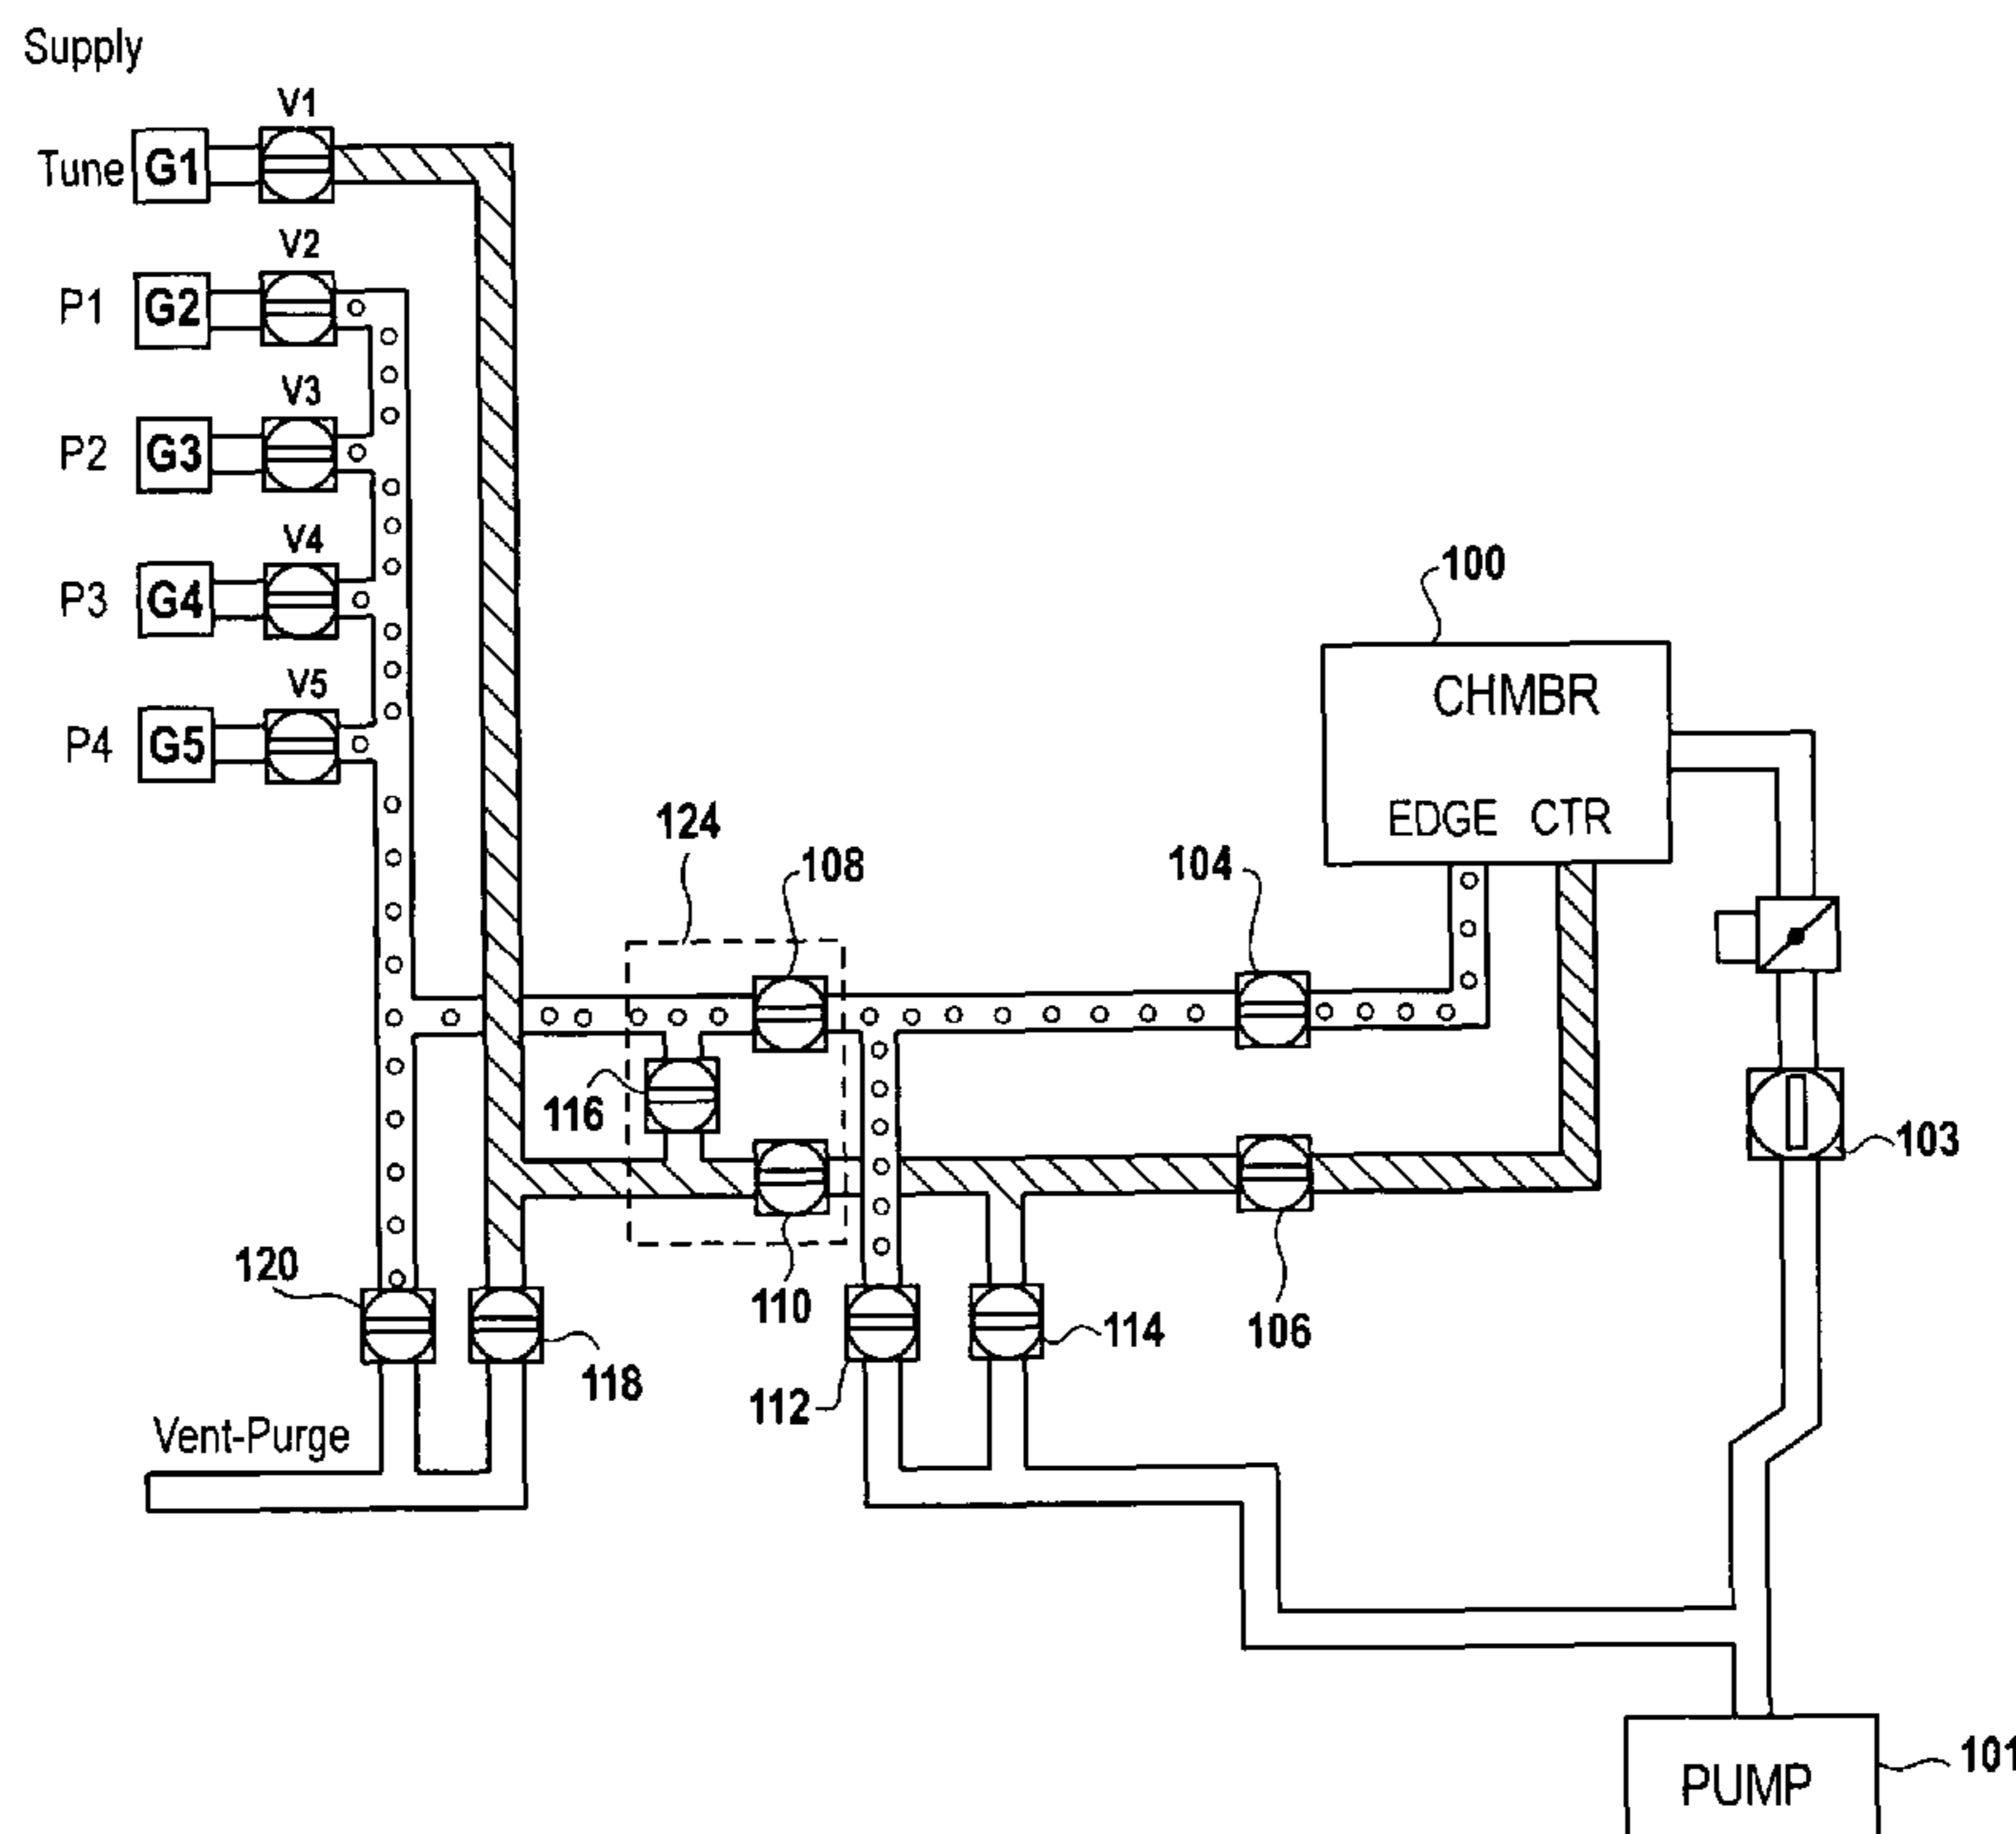 Supply
V1
Tune G1
V2
P1 G2
V3
P2 G3
V4
P3 G4
V5
P4 G5
100
CHMBR
EDGE CTR
124
108
104
116
103
120
110
106
114
118
112
Vent-Purge
101
PUMP